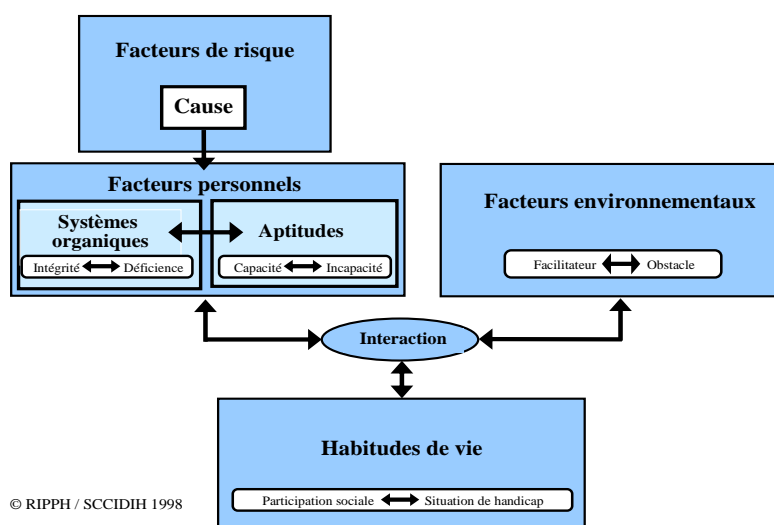 Facteurs de risque
Cause
Facteurs personnels
Systèmes
organiques
Aptitudes
Intégrité Déficience
Capacité Incapacité
Facteurs environnementaux
Facilitateur Obstacle
Interaction
Habitudes de vie
Participation sociale Situation de handicap
© RIPPH / SCCIDIH 1998